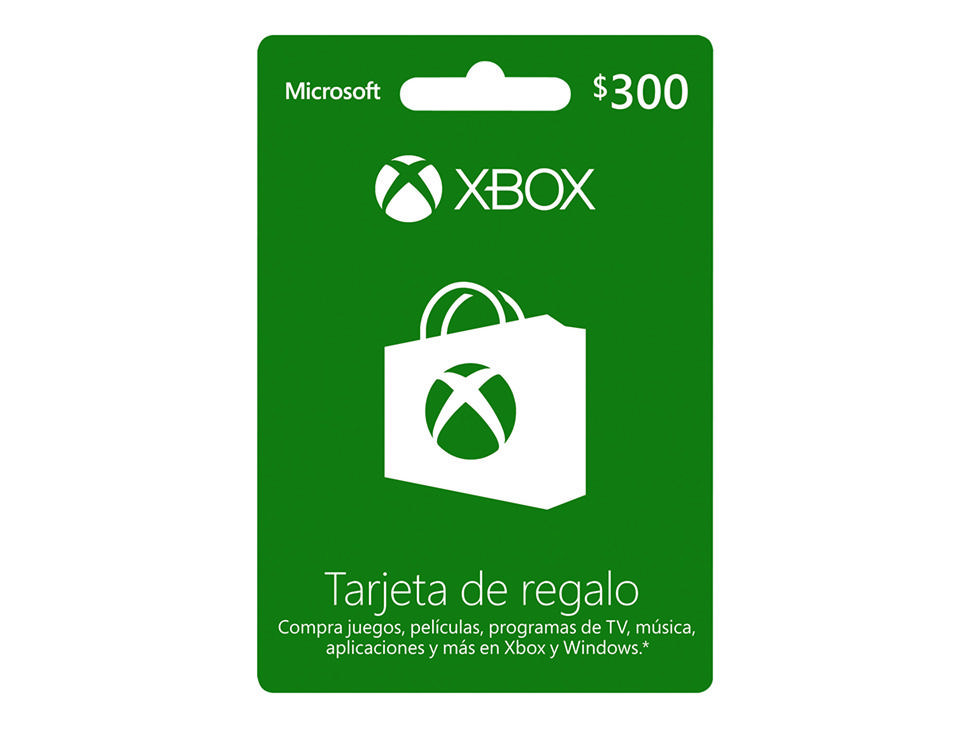 Microsoft
$300
XBOX
Tarjeta de regalo
Compra juegos, películas, programas de TV, música,
aplicaciones y más en Xbox y Windows.*